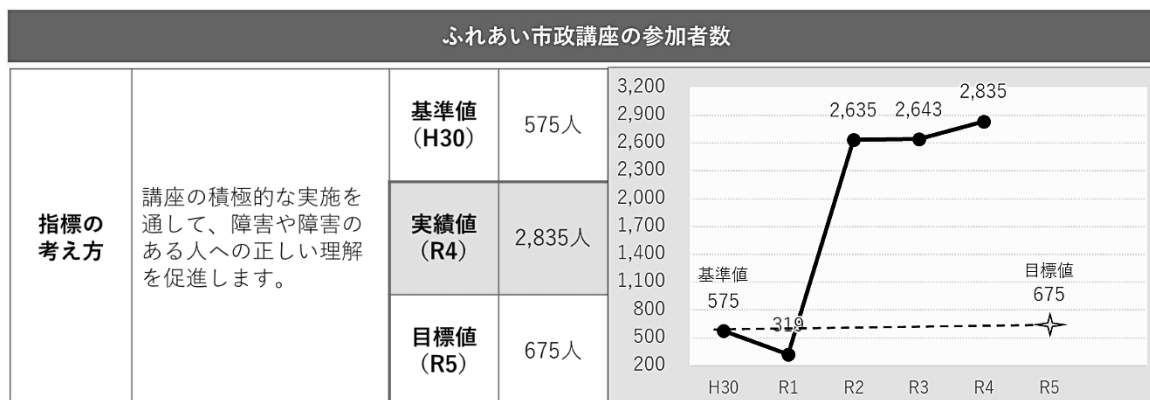 ふれあい市政講座の参加者数
指標の
考え方
講座の積極的な実施を
通して、障害や障害の
ある人への正しい理解
を促進します。
基準値
（H30）
575人
実績値
（R4）
2,835人
目標値
（R5）
675人
3,200
2,900
2,600
2,300
2,000
1,700
1,400
1,100
800
500
200
基準値
575
319
2,635
2,643
2,835
目標値
675
H30 R1 R2 R3 R4 R5